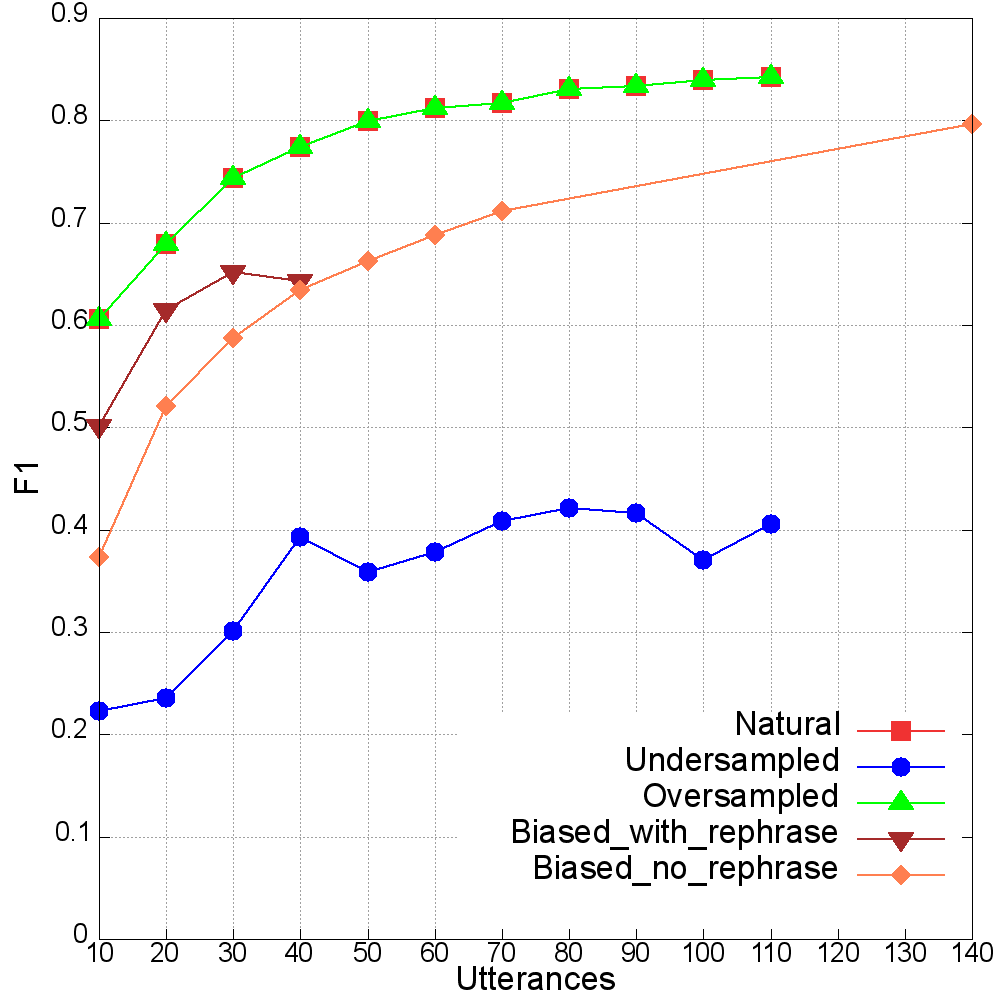 0.9
0.8
0.7
0.6
0.5
0.4
0.3
0.2
0.1
0
F1
Natural
Undersampled
Oversampled
Biased_with_rephrase
Biased_no_rephrase
10 20 30 40 50 60 70 80 90 100 110 120 130 140
Utterances